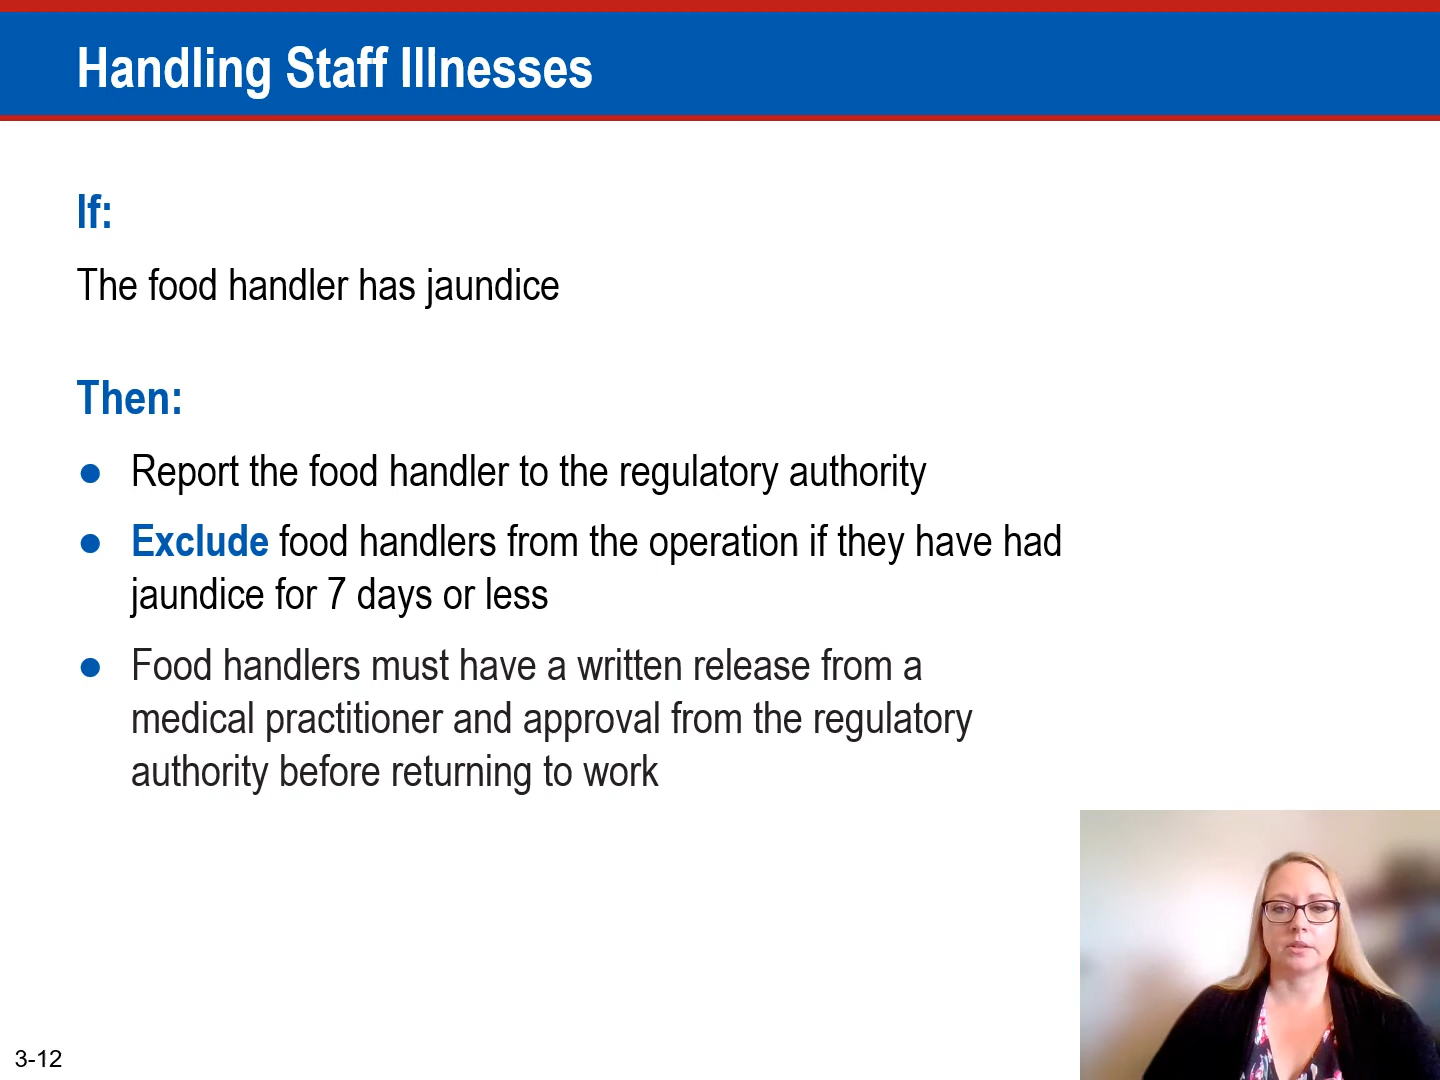 Handling Staff Illnesses
If:
The food handler has jaundice
Then:
● Report the food handler to the regulatory authority
● Exclude food handlers from the operation if they have had
jaundice for 7 days or less
● Food handlers must have a written release from a
medical practitioner and approval from the regulatory
authority before returning to work
3-12